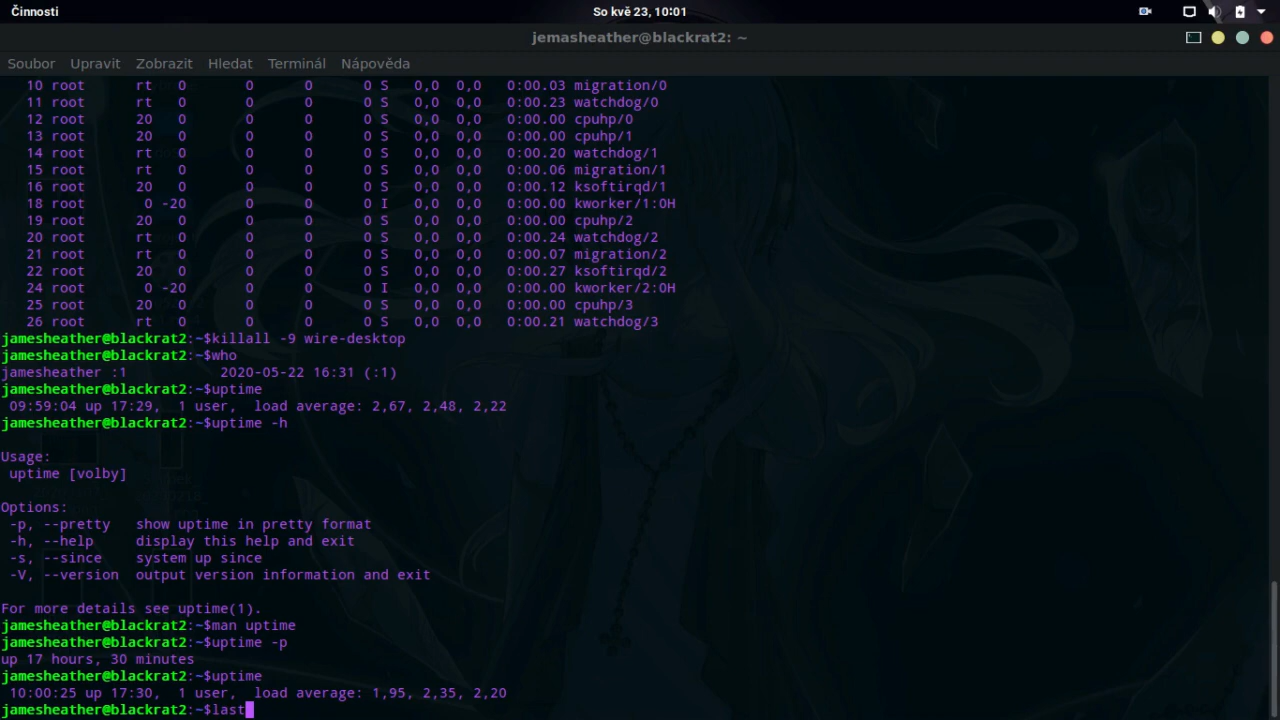 Činnosti
So kvě 23, 10:01
jemasheather@blackrat2: ~
Soubor Upravit Zobrazit Hledat Terminál Nápověda
10 root rt 0 0 0 0 S 0,0 0,0 0:00.03 migration/0
11 root rt 0 0 0 0 S 0,0 0,0 0:00.23 watchdog/0
12 root 20 0 0 0 0 S 0,0 0,0 0:00.00 cpuhp/0
13 root 20 0 0 0 0 S 0,0 0,0 0:00.00 cpuhp/1
14 root rt 0 0 0 0 S 0,0 0,0 0:00.20 watchdog/1
15 root rt 0 0 0 0 S 0,0 0,0 0:00.06 migration/1
16 root 20 0 0 0 0 S 0,0 0,0 0:00.12 ksoftirqd/1
18 root 0 -20 0 0 0 I 0,0 0,0 0:00.00 kworker/1:0H
19 root 20 0 0 0 0 S 0,0 0,0 0:00.00 cpuhp/2
20 root rt 0 0 0 0 S 0,0 0,0 0:00.24 watchdog/2
21 root rt 0 0 0 0 S 0,0 0,0 0:00.07 migration/2
22 root 20 0 0 0 0 S 0,0 0,0 0:00.27 ksoftirqd/2
24 root 0 -20 0 0 0 I 0,0 0,0 0:00.00 kworker/2:0H
25 root 20 0 0 0 0 S 0,0 0,0 0:00.00 cpuhp/3
26 root rt 0 0 0 0 S 0,0 0,0 0:00.21 watchdog/3
jamesheather@blackrat2:~$killall -9 wire-desktop
jamesheather@blackrat2:~$who
jamesheather :1 2020-05-22 16:31 (:1)
jamesheather@blackrat2:~$uptime
09:59:04 up 17:29, 1 user, load average: 2,67, 2,48, 2,22
jamesheather@blackrat2:~$uptime -h
Usage:
uptime [volby]
Options:
-p, --pretty show uptime in pretty format
-h, --help display this help and exit
-s, --since system up since
-V, --version output version information and exit
For more details see uptime(1).
jamesheather@blackrat2:~$man uptime
jamesheather@blackrat2:~$uptime -p
up 17 hours, 30 minutes
jamesheather@blackrat2:~$uptime
10:00:25 up 17:30, 1 user, load average: 1,95, 2,35, 2,20
jamesheather@blackrat2:~$last